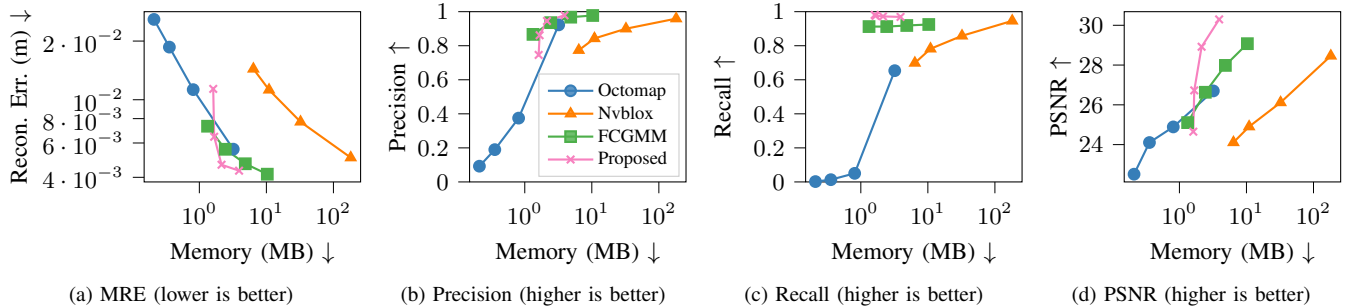 Recon. Err. (m) ↓
2 · 10⁻²
10⁻²
8 · 10⁻³
6 · 10⁻³
4 · 10⁻³
10⁰ 10¹ 10²
Memory (MB) ↓
(a) MRE (lower is better)
Precision ↑
1
0.8
0.6
0.4
0.2
0
Octomap
Nvblox
FCGMM
Proposed
10⁰ 10¹ 10²
Memory (MB) ↓
(b) Precision (higher is better)
Recall ↑
1
0.8
0.6
0.4
0.2
0
10⁰ 10¹ 10²
Memory (MB) ↓
(c) Recall (higher is better)
PSNR ↑
30
28
26
24
10⁰ 10¹ 10²
Memory (MB) ↓
(d) PSNR (higher is better)